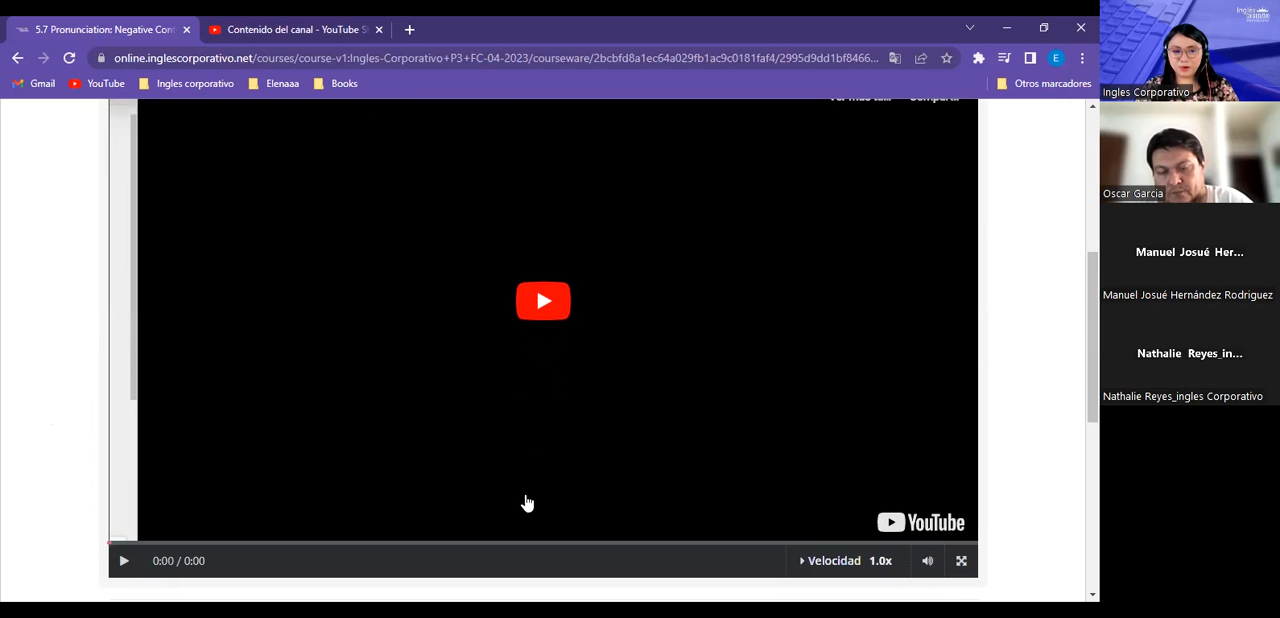 5.7 Pronunciation: Negative Con
Contenido del canal - YouTube S
online.inglescorporativo.net/courses/course-v1:Ingles-Corporativo+P3+FC-04-2023/courseware/2bcbfd8a1ec64a029fb1ac9c0181faf4/2995d9dd1bf8466...
E
Gmail
YouTube
Ingles corporativo
Elenaaa
Books
Otros marcadores
YouTube
0:00 / 0:00
Velocidad 1.0x
Ingles Corporativo
Oscar Garcia
Manuel Josué Her...
Manuel Josué Hernández Rodriguez
Nathalie Reyes_in...
Nathalie Reyes_ingles Corporativo